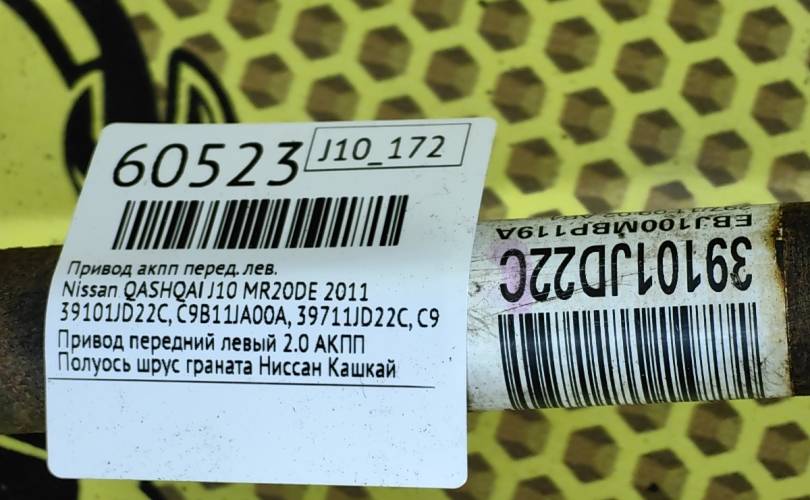 60523
J10_172
Привод акпп перед. лев.
Nissan QASHQAI J10 MR20DE 2011
39101JD22C, C9B11JA00A, 39711JD22C, C9
Привод передний левый 2.0 АКПП
Полуось шрус граната Ниссан Кашкай
39101JD22C
EBJ100MBP119A